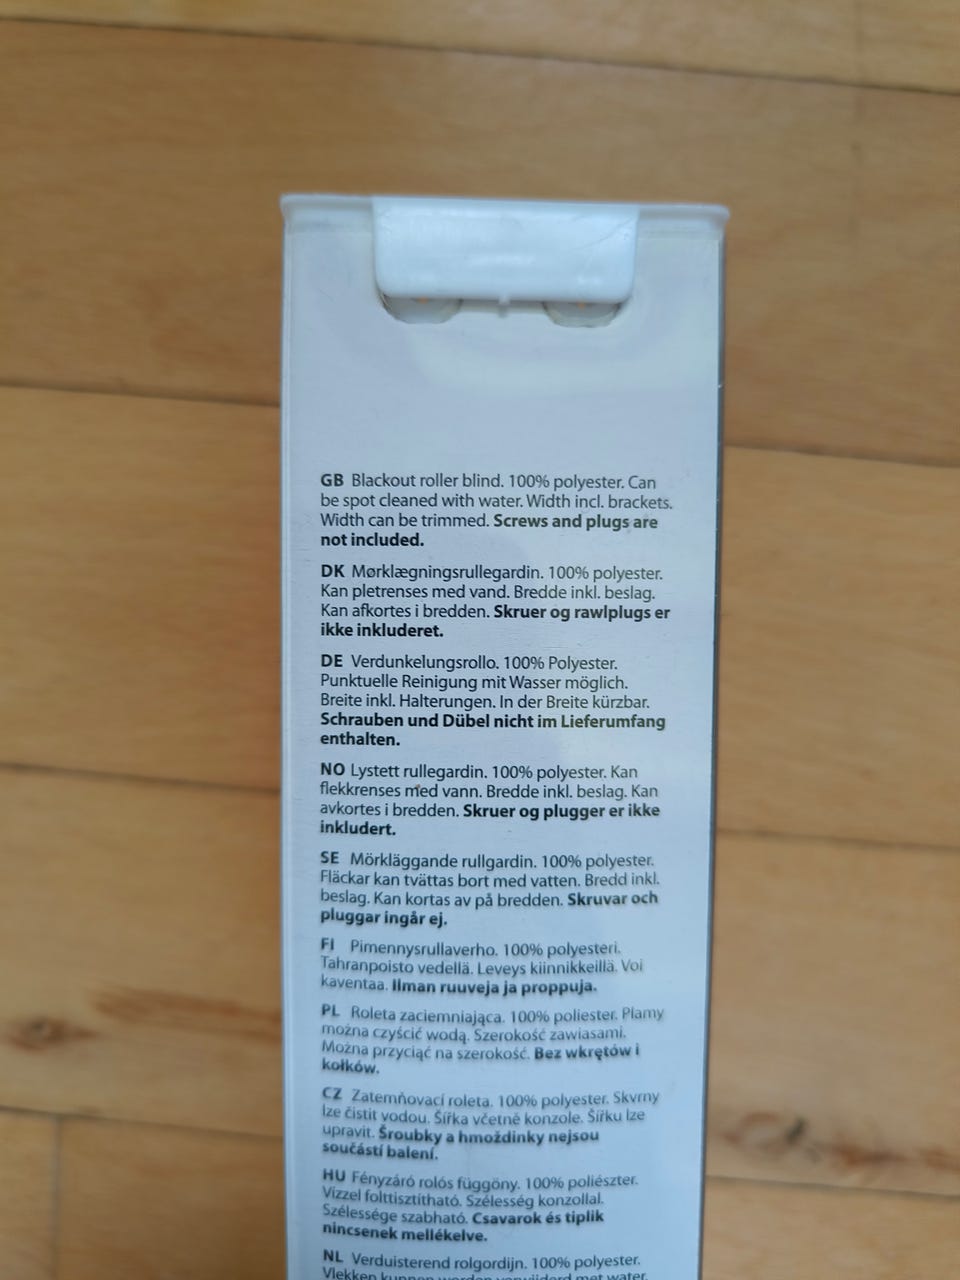 GB Blackout roller blind. 100% polyester. Can
be spot cleaned with water. Width incl. brackets.
Width can be trimmed. Screws and plugs are
not included.
DK Mørklægningsrullegardin. 100% polyester.
Kan pletrenses med vand. Bredde inkl. beslag.
Kan afkortes i bredden. Skruer og rawlplugs er
ikke inkluderet.
DE Verdunkelungsrollo. 100% Polyester.
Punktuelle Reinigung mit Wasser möglich.
Breite inkl. Halterungen. In der Breite kürzbar.
Schrauben und Dübel nicht im Lieferumfang
enthalten.
NO Lystett rullegardin. 100% polyester. Kan
flekkrenses med vann. Bredde inkl. beslag. Kan
avkortes i bredden. Skruer og plugger er ikke
inkludert.
SE Mörkläggande rullgardin. 100% polyester.
Fläckar kan tvättas bort med vatten. Bredd inkl.
beslag. Kan kortas av på bredden. Skruvar och
pluggar ingår ej.
FI Pimennysrullaverho. 100% polyesteri.
Tahranpoisto vedellä. Leveys kiinnikkeillä. Voi
kaventaa. Ilman ruuveja ja proppuja.
PL Roleta zaciemniająca. 100% poliester. Plamy
można czyścić wodą. Szerokość zawiasami.
Można przyciąć na szerokość. Bez wkrętów i
kołków.
CZ Zatemňovací roleta. 100% polyester. Skvrny
lze čistit vodou. Šířka včetně konzole. Šířku lze
upravit. Šroubky a hmoždinky nejsou
součástí balení.
HU Fényzáró rolós függöny. 100% poliészter.
Vízzel folttisztítható. Szélesség konzollal.
Szélessége szabható. Csavarok és tiplik
nincsenek mellékelve.
NL Verduisterend rolgordijn. 100% polyester.
Vlekken kunnen worden verwijderd met water.